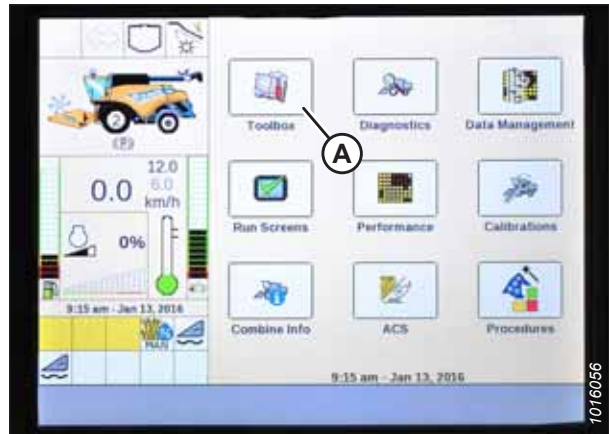 2
(P)
12.0
0.0 6.0
km/h
0%
9:15 am - Jan 13, 2016
MAN
Toolbox
Diagnostics
Data Management
A
Run Screens
Performance
Calibrations
Combine Info
ACS
Procedures
9:15 am - Jan 13, 2016
1016056